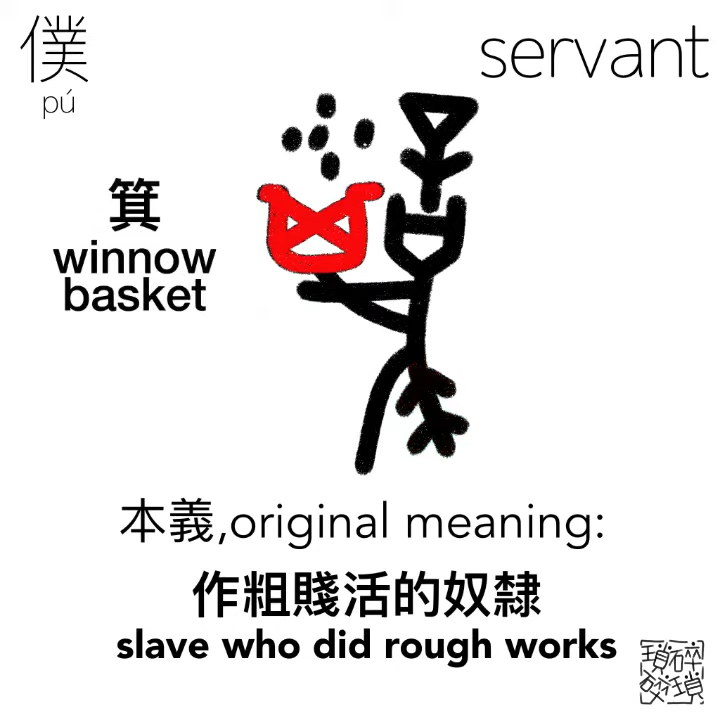 僕
pú
servant
箕
winnow
basket
本義,original meaning:
作粗賤活的奴隸
slave who did rough works